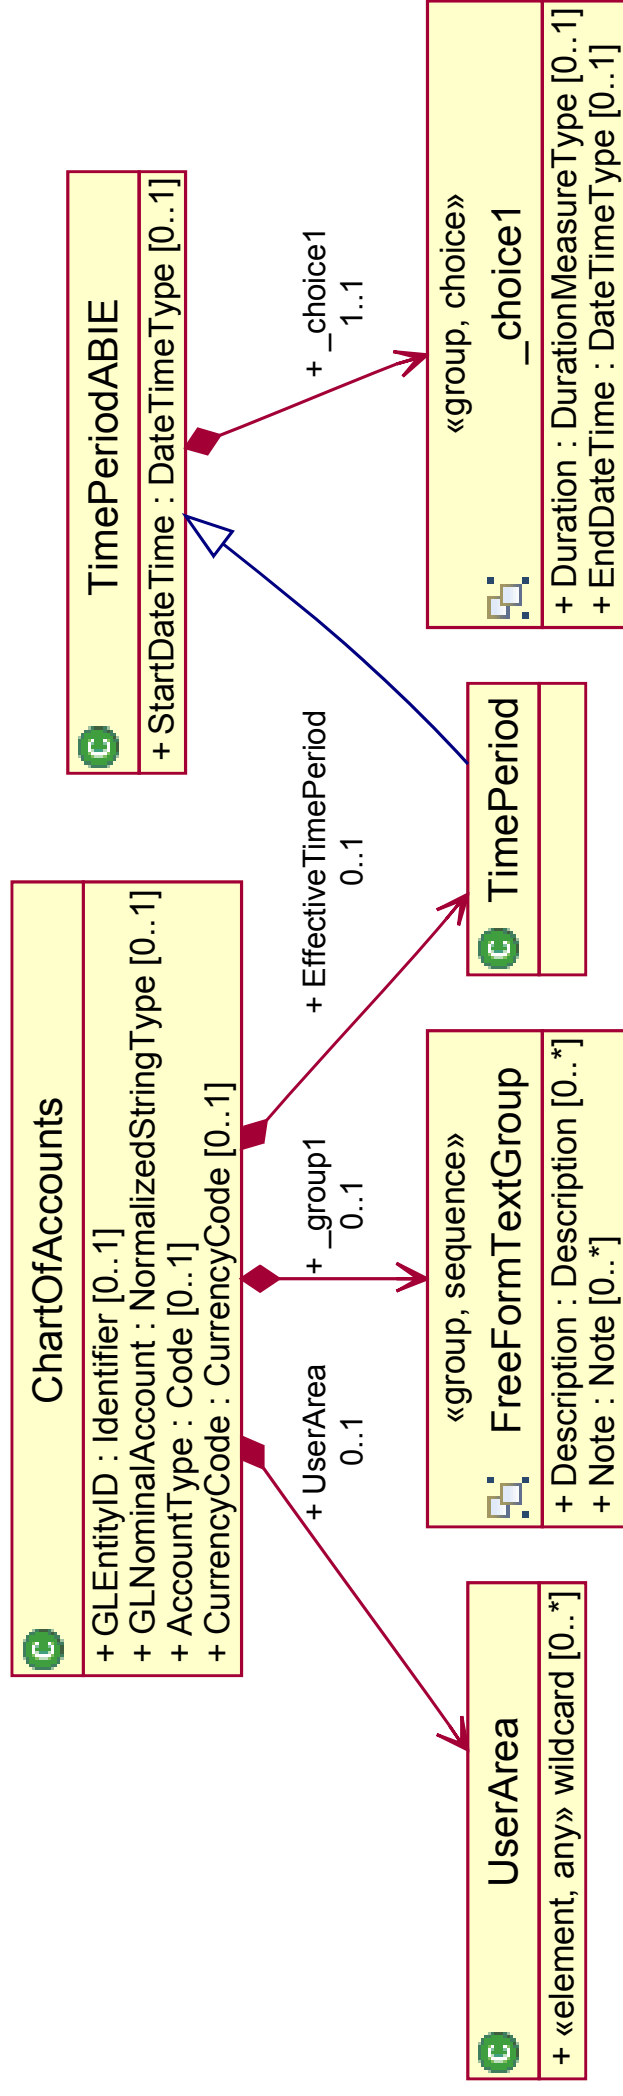 ChartOfAccounts
+ GLEntityID : Identifier [0..1]
+ GLNominalAccount : NormalizedStringType [0..1]
+ AccountType : Code [0..1]
+ CurrencyCode : CurrencyCode [0..1]
TimePeriodABIE
+ StartDateTime : DateTimeType [0..1]
+ UserArea
0..1
+ _group1
0..1
+ EffectiveTimePeriod
0..1
+ _choice1
1..1
UserArea
+ «element, any» wildcard [0..*]
«group, sequence»
FreeFormTextGroup
+ Description : Description [0..*]
+ Note : Note [0..*]
TimePeriod
«group, choice»
_choice1
+ Duration : DurationMeasureType [0..1]
+ EndDateTime : DateTimeType [0..1]